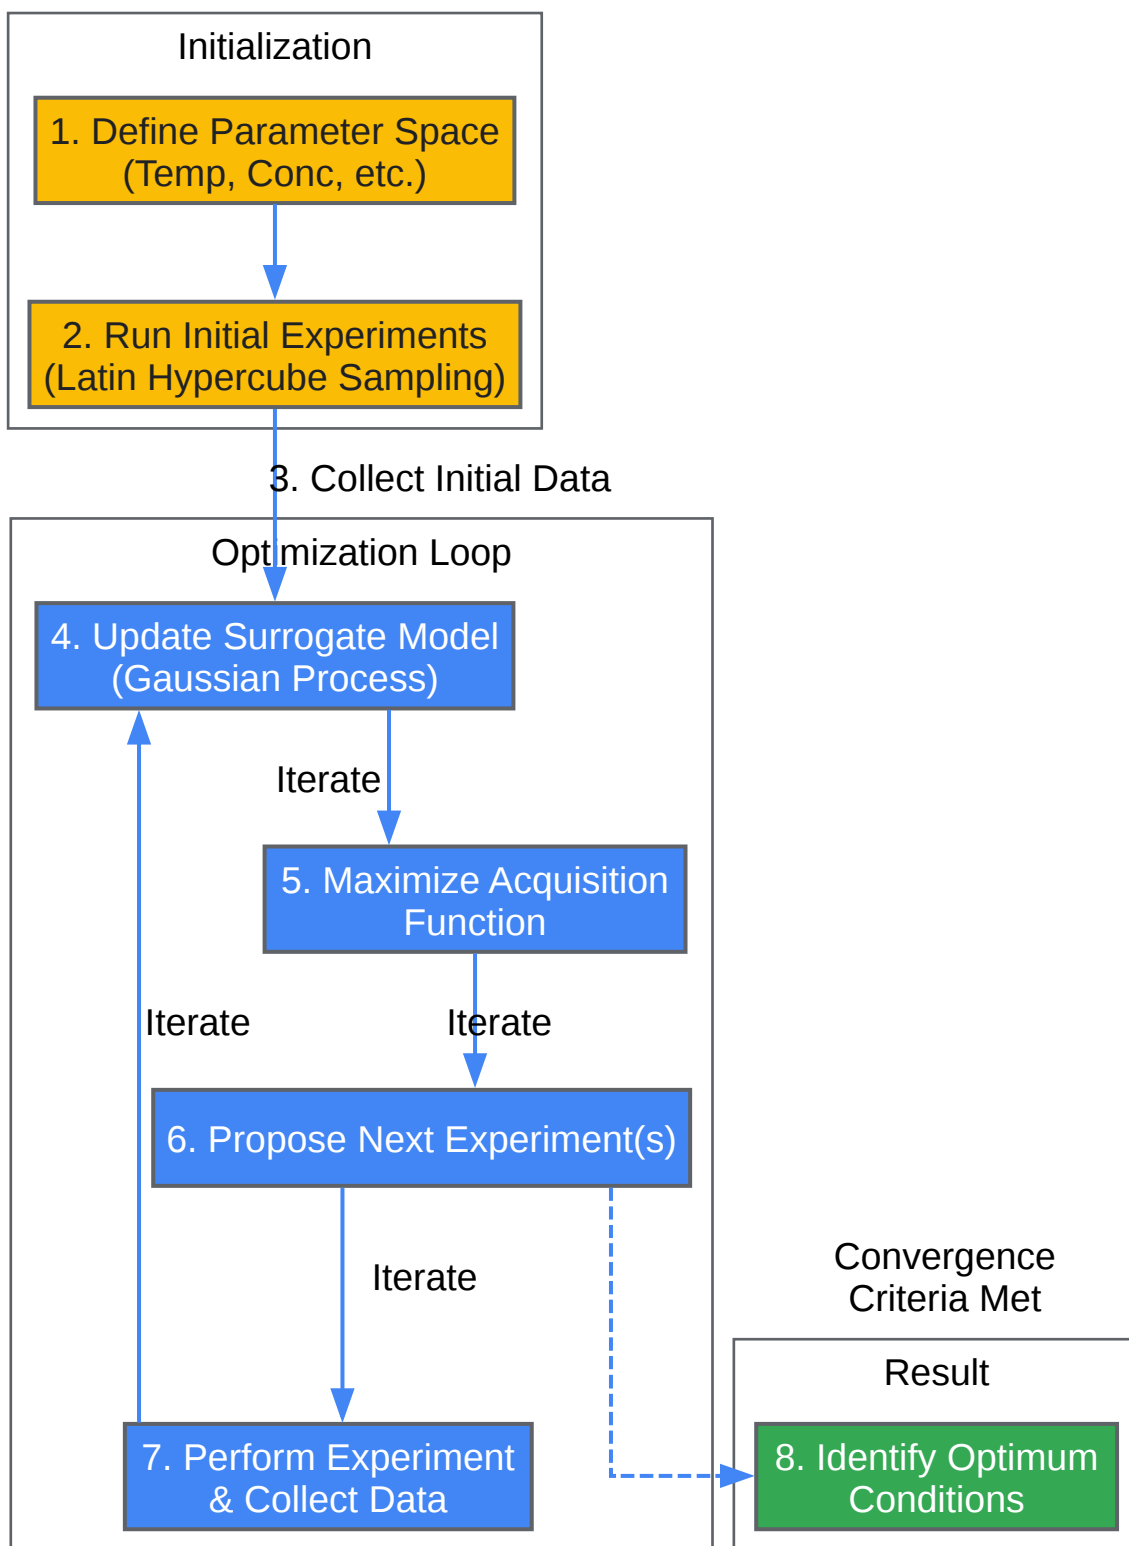 Initialization
1. Define Parameter Space
(Temp, Conc, etc.)
2. Run Initial Experiments
(Latin Hypercube Sampling)
3. Collect Initial Data
Optimization Loop
4. Update Surrogate Model
(Gaussian Process)
Iterate
5. Maximize Acquisition
Function
Iterate
Iterate
6. Propose Next Experiment(s)
Iterate
Convergence
Criteria Met
Result
7. Perform Experiment
& Collect Data
8. Identify Optimum
Conditions